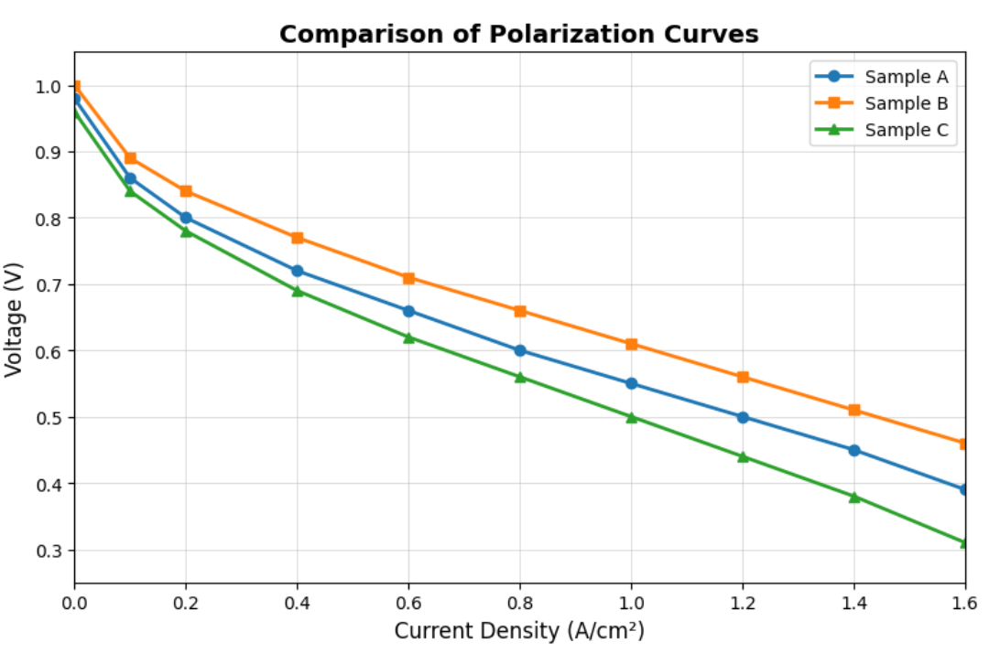 Comparison of Polarization Curves
Sample A
Sample B
Sample C
Voltage (V)
1.0
0.9
0.8
0.7
0.6
0.5
0.4
0.3
0.0 0.2 0.4 0.6 0.8 1.0 1.2 1.4 1.6
Current Density (A/cm²)